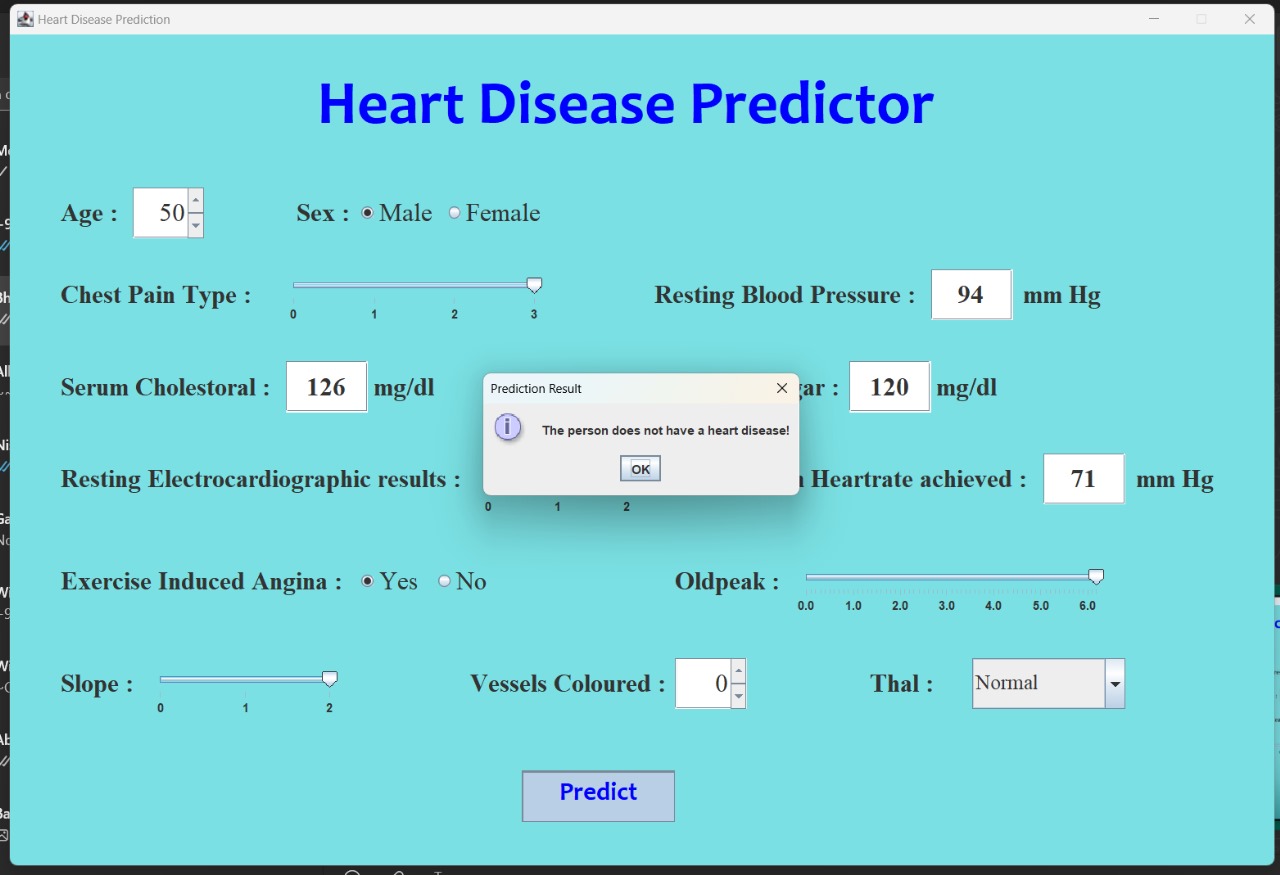 Heart Disease Prediction
Heart Disease Predictor
Age : 50 Sex : Male Female
Chest Pain Type : 0 1 2 3 Resting Blood Pressure : 94 mm Hg
Serum Cholestoral : 126 mg/dl : 120 mg/dl
Prediction Result
The person does not have a heart disease!
OK
Resting Electrocardiographic results : 0 1 2 Heartrate achieved : 71 mm Hg
Exercise Induced Angina : Yes No Oldpeak : 0.0 1.0 2.0 3.0 4.0 5.0 6.0
Slope : 0 1 2 Vessels Coloured : 0 Thal : Normal
Predict